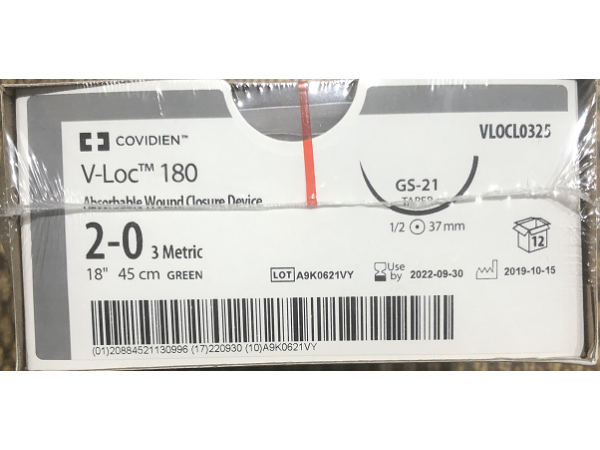 COVIDIEN™
VLOCL0325
V-Loc™ 180
Absorbable Wound Closure Device
GS-21
TAPER
1/2 37mm
2-0 3 Metric
12
18" 45 cm GREEN
LOT A9K0621VY
Use by 2022-09-30
2019-10-15
(01)20884521130996 (17)220930 (10)A9K0621VY